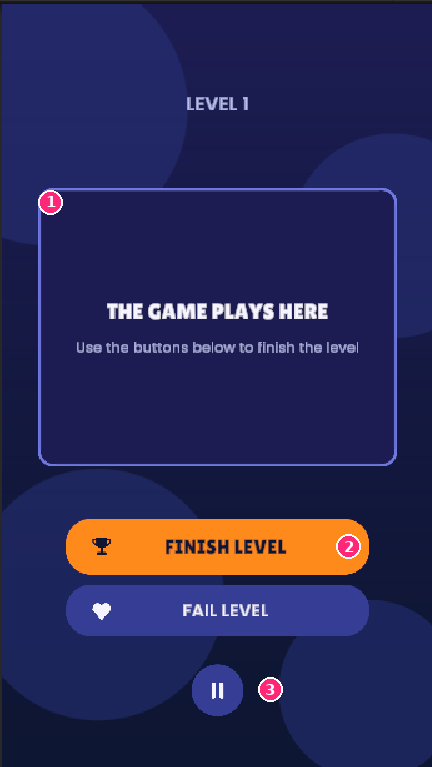 LEVEL 1
1
THE GAME PLAYS HERE
Use the buttons below to finish the level
FINISH LEVEL 2
FAIL LEVEL
3